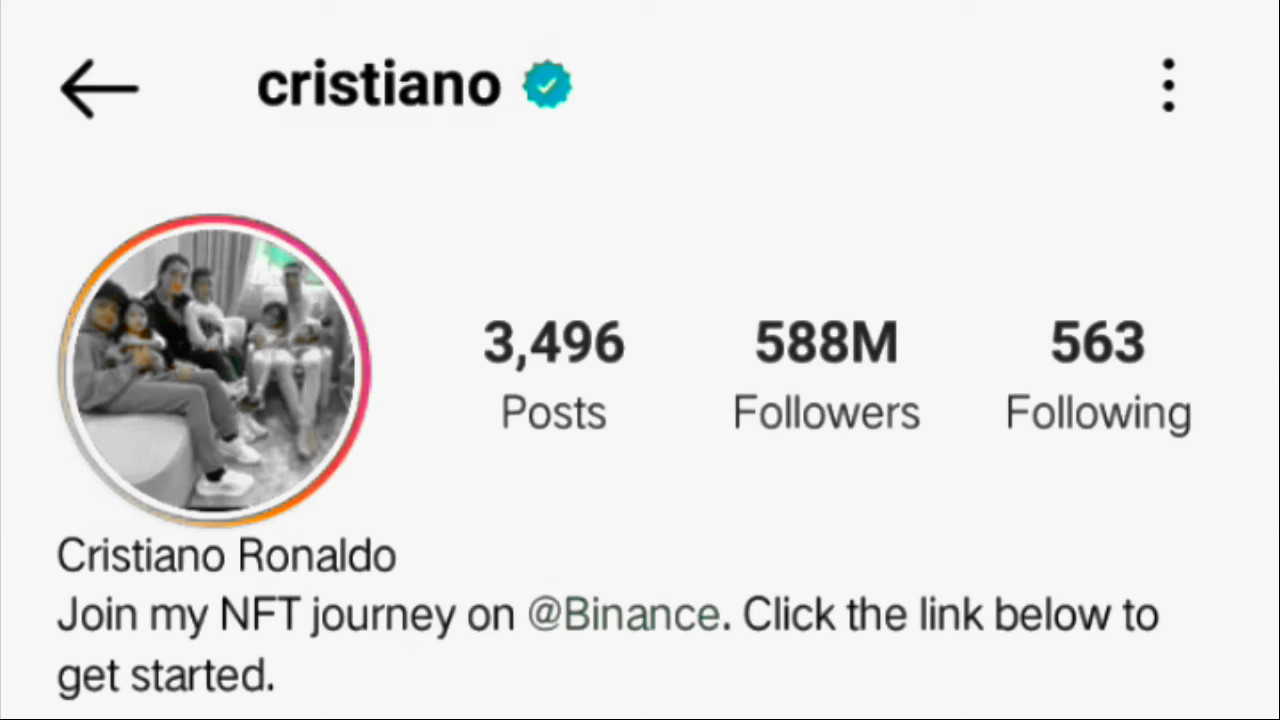 cristiano
3,496 588M 563
Posts Followers Following
Cristiano Ronaldo
Join my NFT journey on @Binance. Click the link below to
get started.